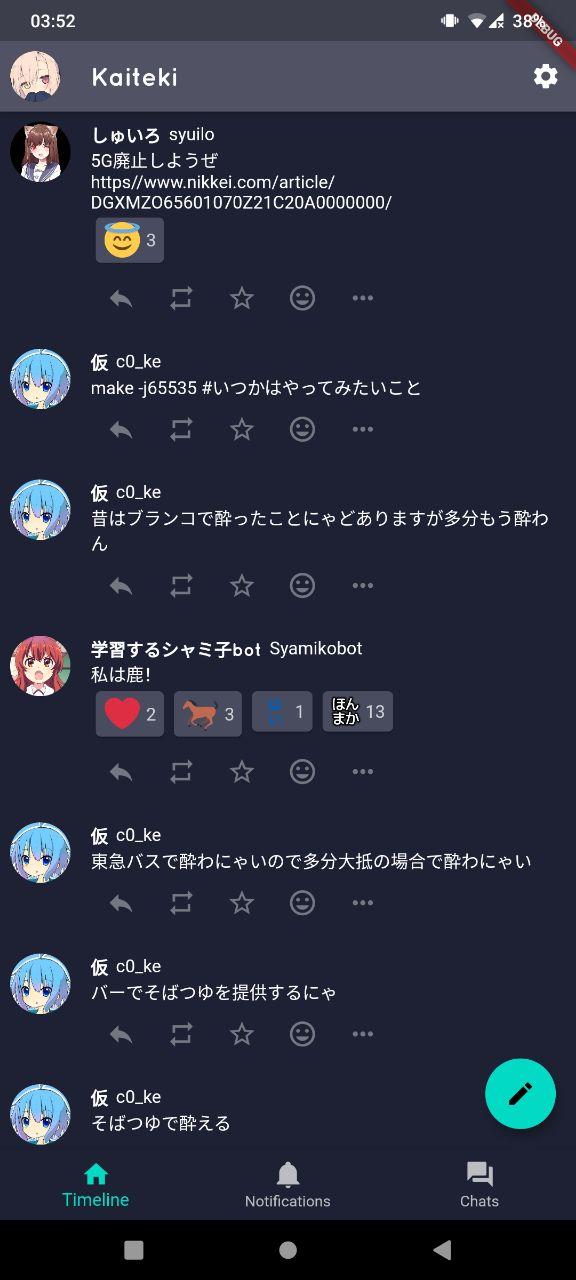 03:52
38%
DEBUG
Kaiteki
しゅいろ syuilo
5G廃止しようぜ
https//www.nikkei.com/article/
DGXMZO65601070Z21C20A0000000/
3
仮 c0_ke
make -j65535 #いつかはやってみたいこと
仮 c0_ke
昔はブランコで酔ったことにゃどありますが多分もう酔わ
ん
学習するシャミ子bot Syamikobot
私は鹿!
2 3 はい 1 ほんまか 13
仮 c0_ke
東急バスで酔わにゃいので多分大抵の場合で酔わにゃい
仮 c0_ke
バーでそばつゆを提供するにゃ
仮 c0_ke
そばつゆで酔える
Timeline Notifications Chats